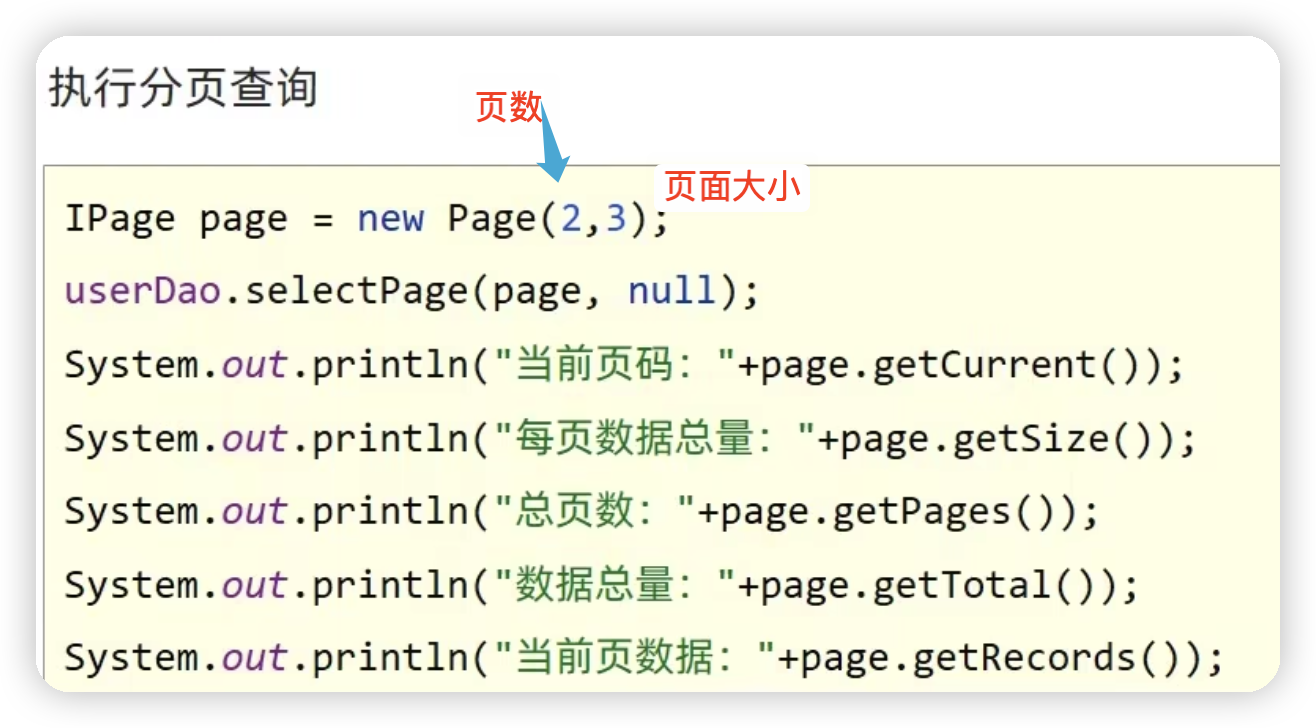 执行分页查询
页数
页面大小
IPage page = new Page(2,3);
userDao.selectPage(page, null);
System.out.println("当前页码："+page.getCurrent());
System.out.println("每页数据总量："+page.getSize());
System.out.println("总页数："+page.getPages());
System.out.println("数据总量："+page.getTotal());
System.out.println("当前页数据："+page.getRecords());